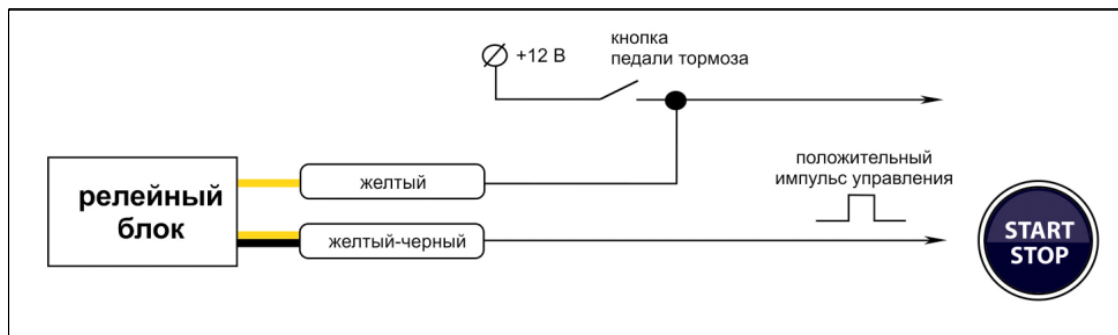 кнопка
+12 В
педали тормоза
положительный
импульс управления
желтый
релейный
блок
желтый-черный
START
STOP